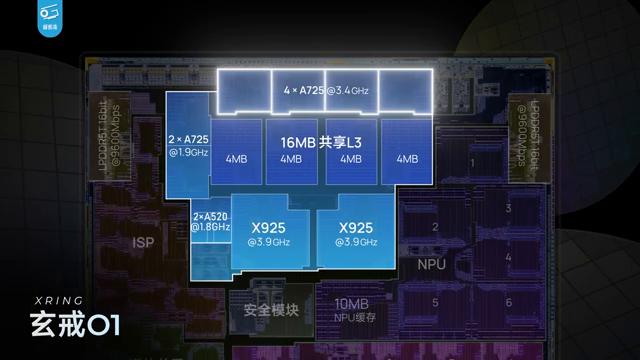 4×A725 @3.4GHz
LPDDR5T 16bit
@9600Mbps
2×A725
@1.9GHz
16MB 共享L3
4MB
4MB
4MB
4MB
LPDDR5T 16bit
@9600Mbps
1
2×A520
@1.8GHz
X925
@3.9GHz
X925
@3.9GHz
2
3
ISP
NPU
4
XRING
玄戒O1
安全模块
10MB
NPU缓存
5
6